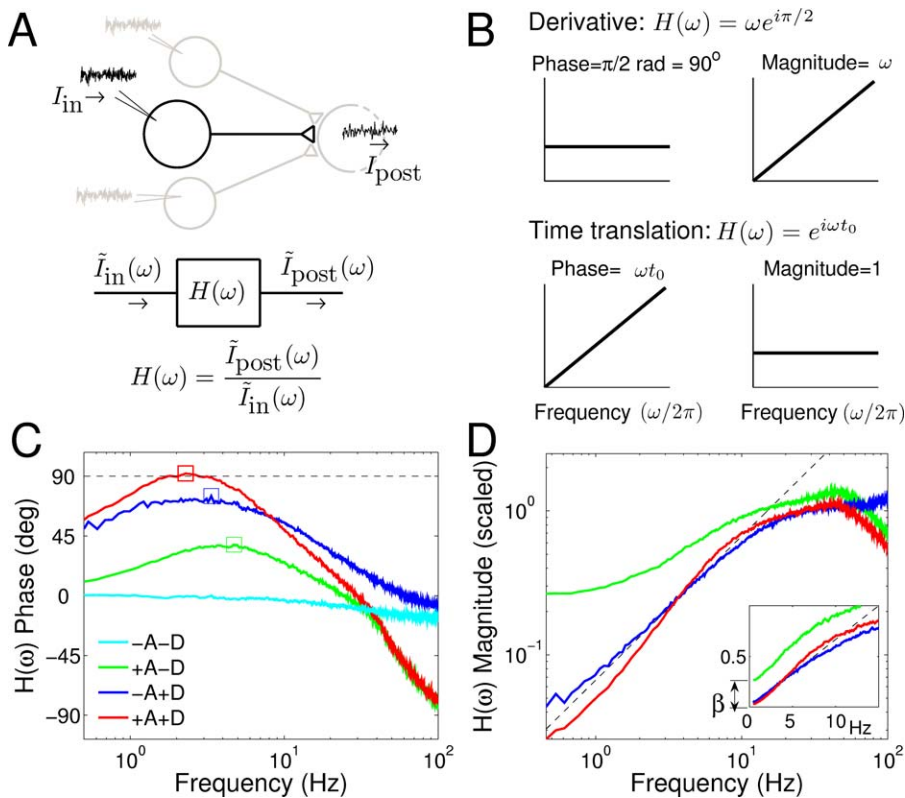 A
I_in →
I_post
→
Ĩ_in(ω)
→
H(ω)
Ĩ_post(ω)
→
H(ω) = Ĩ_post(ω) / Ĩ_in(ω)
B
Derivative: H(ω) = ωe^{iπ/2}
Phase=π/2 rad = 90°
Magnitude= ω
Time translation: H(ω) = e^{iωt₀}
Phase= ωt₀
Magnitude=1
Frequency (ω/2π)
Frequency (ω/2π)
C
H(ω) Phase (deg)
90
45
0
−45
−90
−A−D
+A−D
−A+D
+A+D
10⁰
10¹
10²
Frequency (Hz)
D
H(ω) Magnitude (scaled)
10⁰
10⁻¹
0.5
β
0
5
10
Hz
10⁰
10¹
10²
Frequency (Hz)